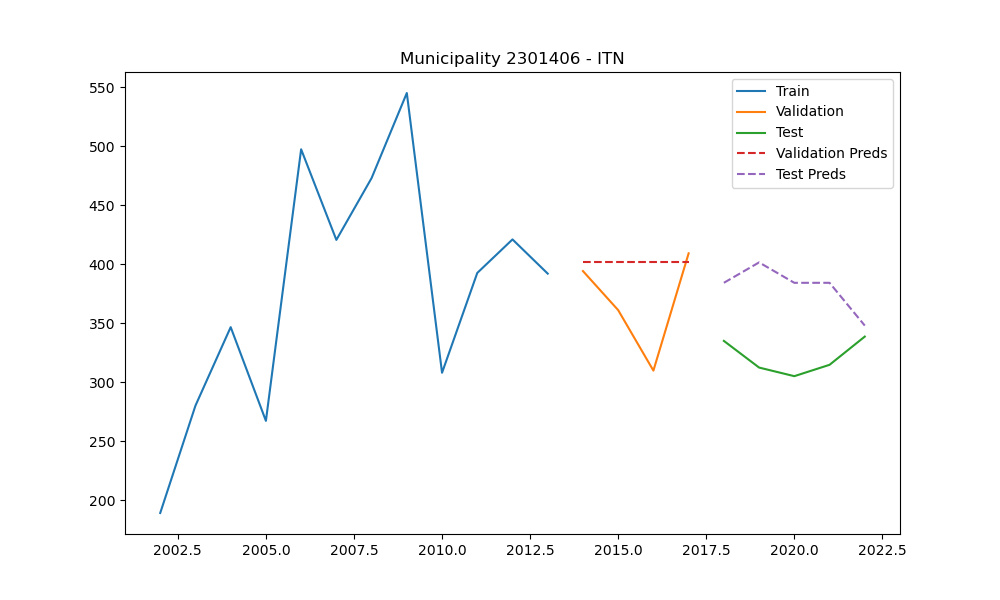 Municipality 2301406 - ITN
550
500
450
400
350
300
250
200
Train
Validation
Test
Validation Preds
Test Preds
2002.5 2005.0 2007.5 2010.0 2012.5 2015.0 2017.5 2020.0 2022.5